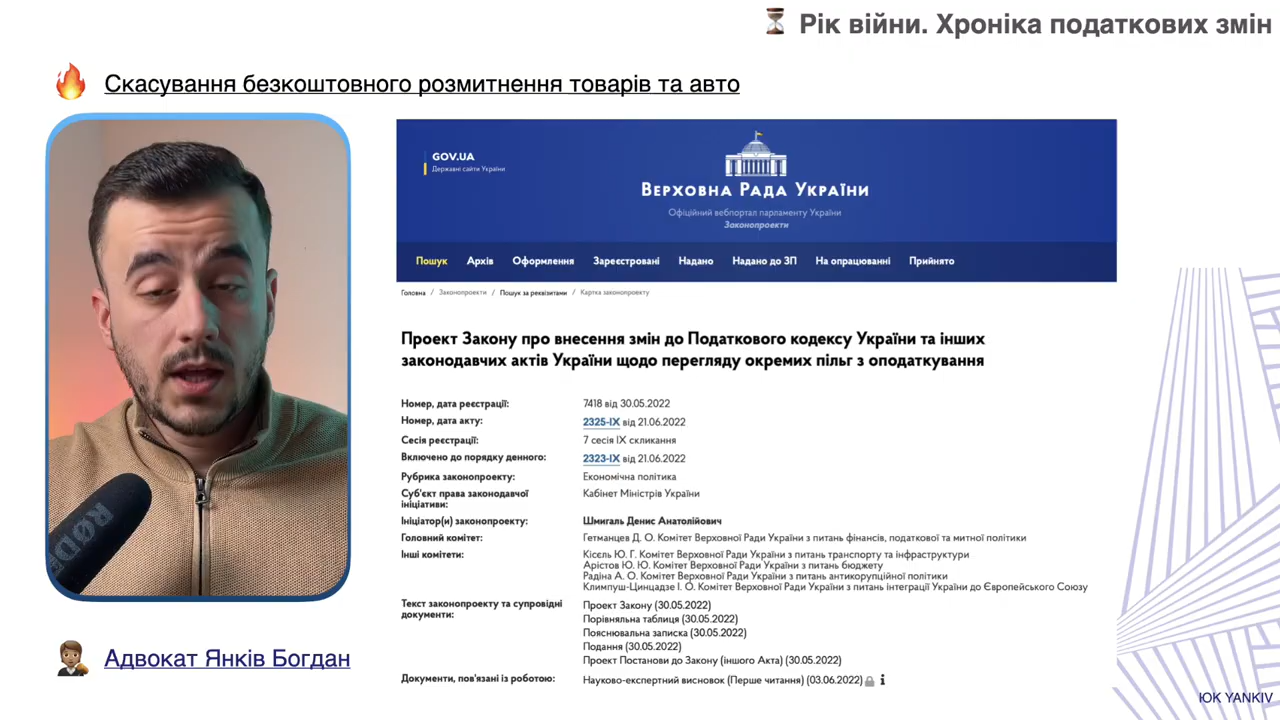 Рік війни. Хроніка податкових змін
Скасування безкоштовного розмитнення товарів та авто
GOV.UA
Державні сайти України
ВЕРХОВНА РАДА УКРАЇНИ
Офіційний вебпортал парламенту України
Законопроекти
Пошук Архів Оформлення Зареєстровані Надано Надано до ЗП На опрацюванні Прийнято
Головна / Законопроекти / Пошук за реквізитами / Картка законопроекту
Проект Закону про внесення змін до Податкового кодексу України та інших
законодавчих актів України щодо перегляду окремих пільг з оподаткування
Номер, дата реєстрації: 7418 від 30.05.2022
Номер, дата акту: 2325-IX від 21.06.2022
Сесія реєстрації: 7 сесія IX скликання
Включено до порядку денного: 2323-IX від 21.06.2022
Рубрика законопроекту: Економічна політика
Суб'єкт права законодавчої
ініціативи: Кабінет Міністрів України
Ініціатор(и) законопроекту: Шмигаль Денис Анатолійович
Головний комітет: Гетманцев Д. О. Комітет Верховної Ради України з питань фінансів, податкової та митної політики
Інші комітети: Кісєль Ю. Г. Комітет Верховної Ради України з питань транспорту та інфраструктури
Арістов Ю. Ю. Комітет Верховної Ради України з питань бюджету
Радіна А. О. Комітет Верховної Ради України з питань антикорупційної політики
Климпуш-Цинцадзе І. О. Комітет Верховної Ради України з питань інтеграції України до Європейського Союзу
Текст законопроекту та супровідні
документи: Проект Закону (30.05.2022)
Порівняльна таблиця (30.05.2022)
Пояснювальна записка (30.05.2022)
Подання (30.05.2022)
Проект Постанови до Закону (іншого Акта) (30.05.2022)
Документи, пов'язані із роботою: Науково-експертний висновок (Перше читання) (03.06.2022)
RØDE
Адвокат Янків Богдан
ЮК YANKIV